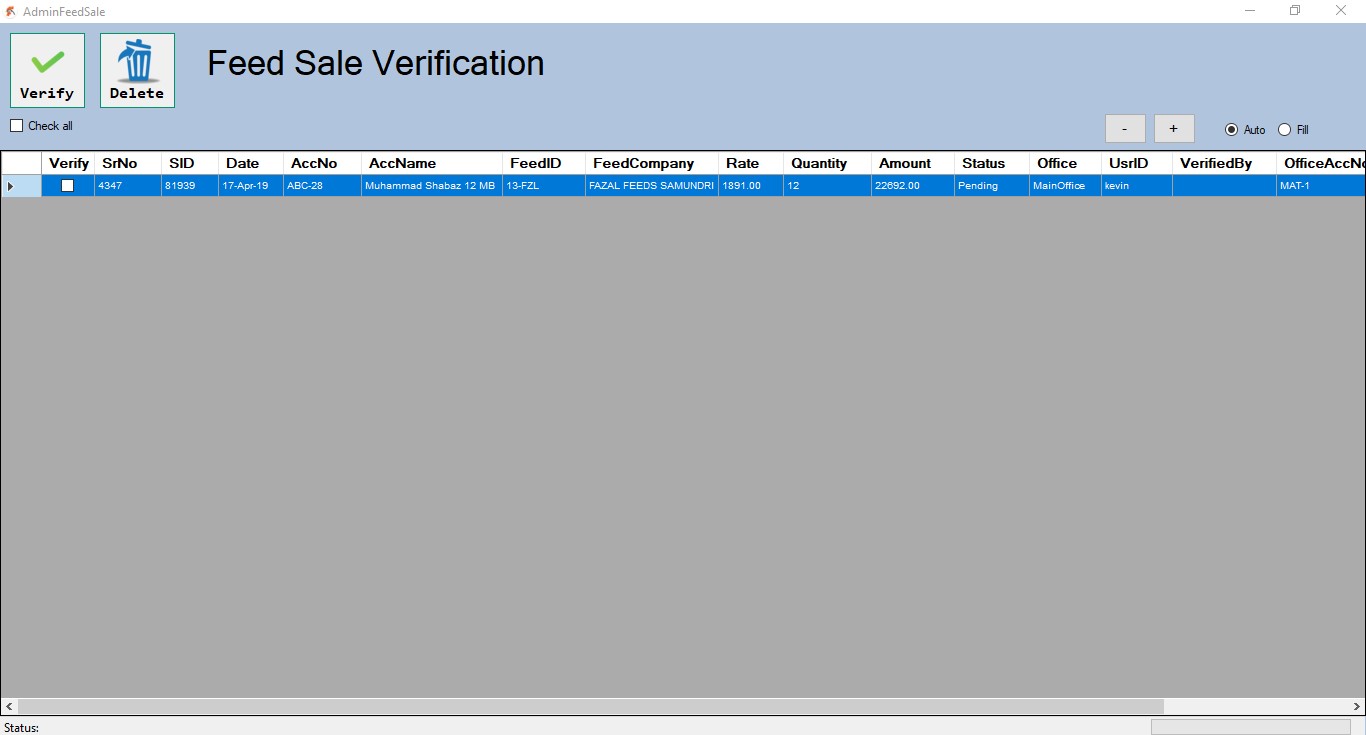 AdminFeedSale
Feed Sale Verification
Verify Delete
Check all - + Auto Fill
Verify SrNo SID Date AccNo AccName FeedID FeedCompany Rate Quantity Amount Status Office UsrID VerifiedBy OfficeAccNo
4347 81939 17-Apr-19 ABC-28 Muhammad Shabaz 12 MB 13-FZL FAZAL FEEDS SAMUNDRI 1891.00 12 22692.00 Pending MainOffice kevin MAT-1
Status: